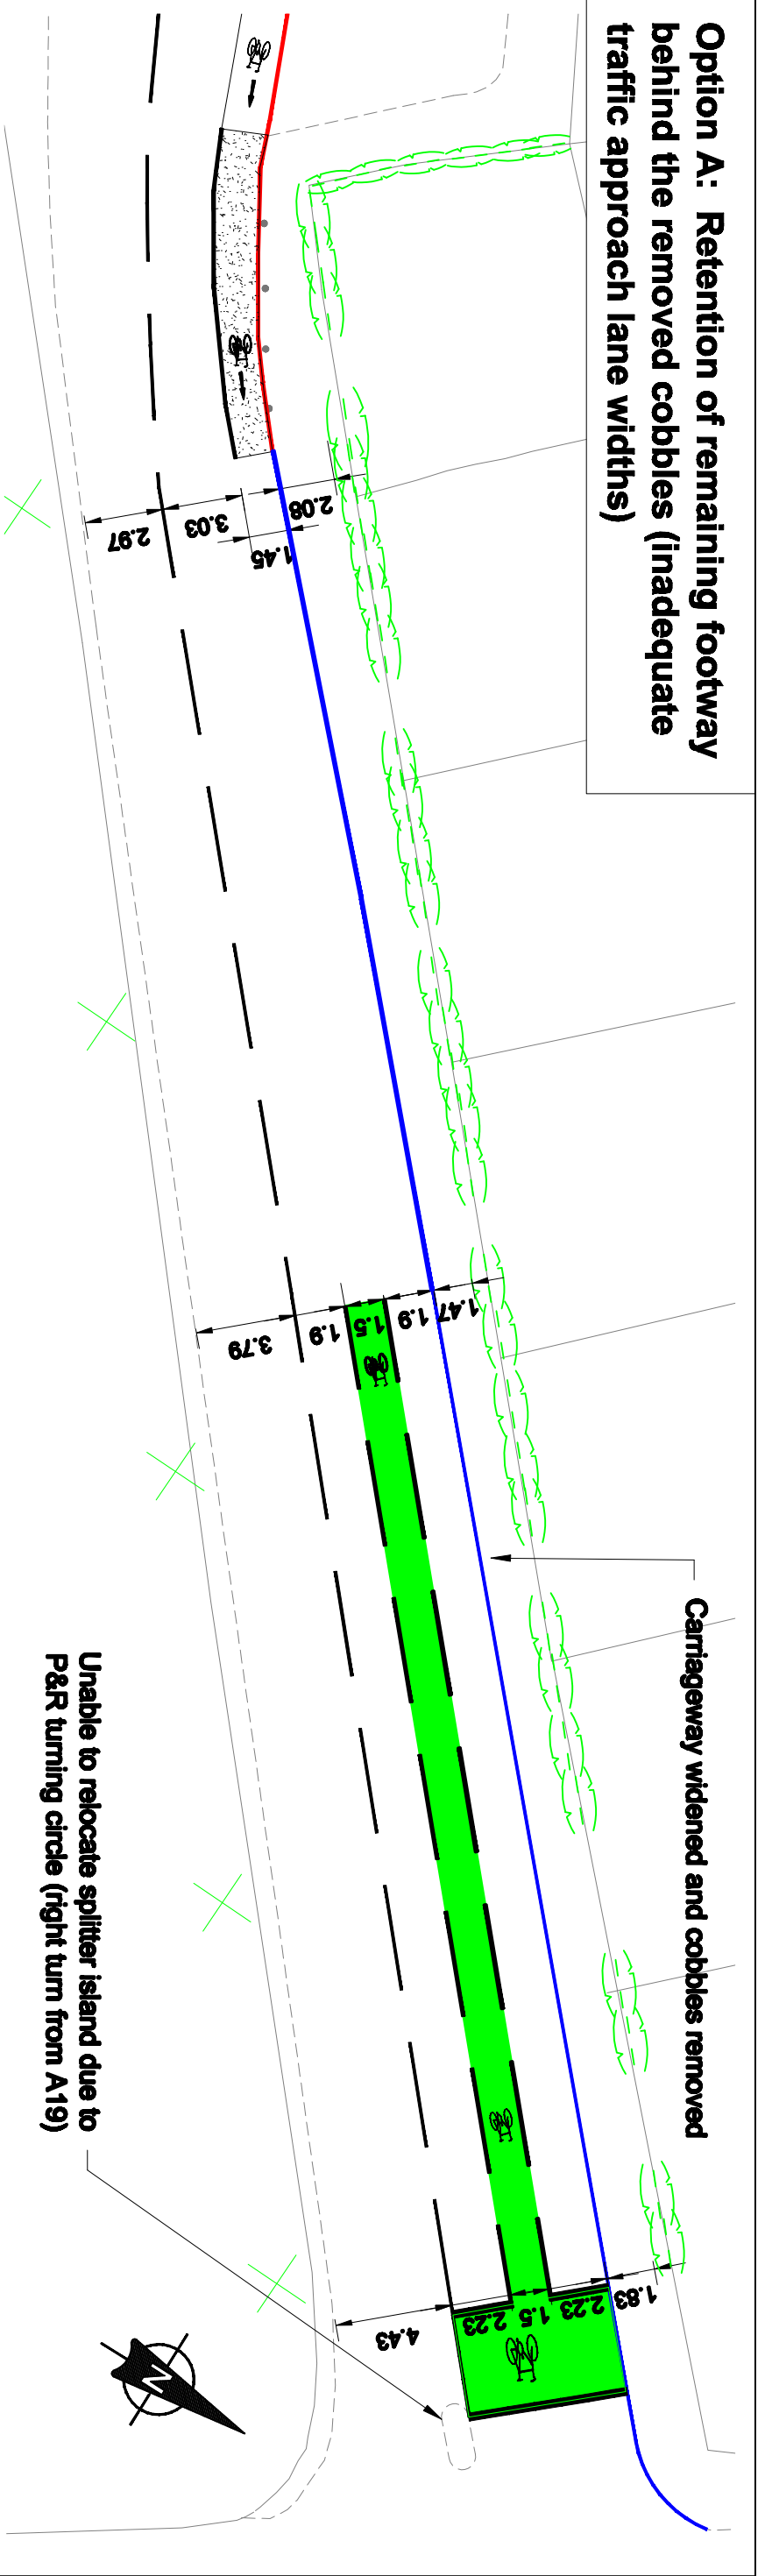 Option A:  Retention of remaining footway
behind the removed cobbles (inadequate
traffic approach lane widths)
2.97
3.03
1.45
2.08
3.79
1.9
1.5
1.9
1.47
Carriageway widened and cobbles removed
Unable to relocate splitter island due to
P&R turning circle (right turn from A19)
4.43
2.23
1.5
2.23
1.83
N